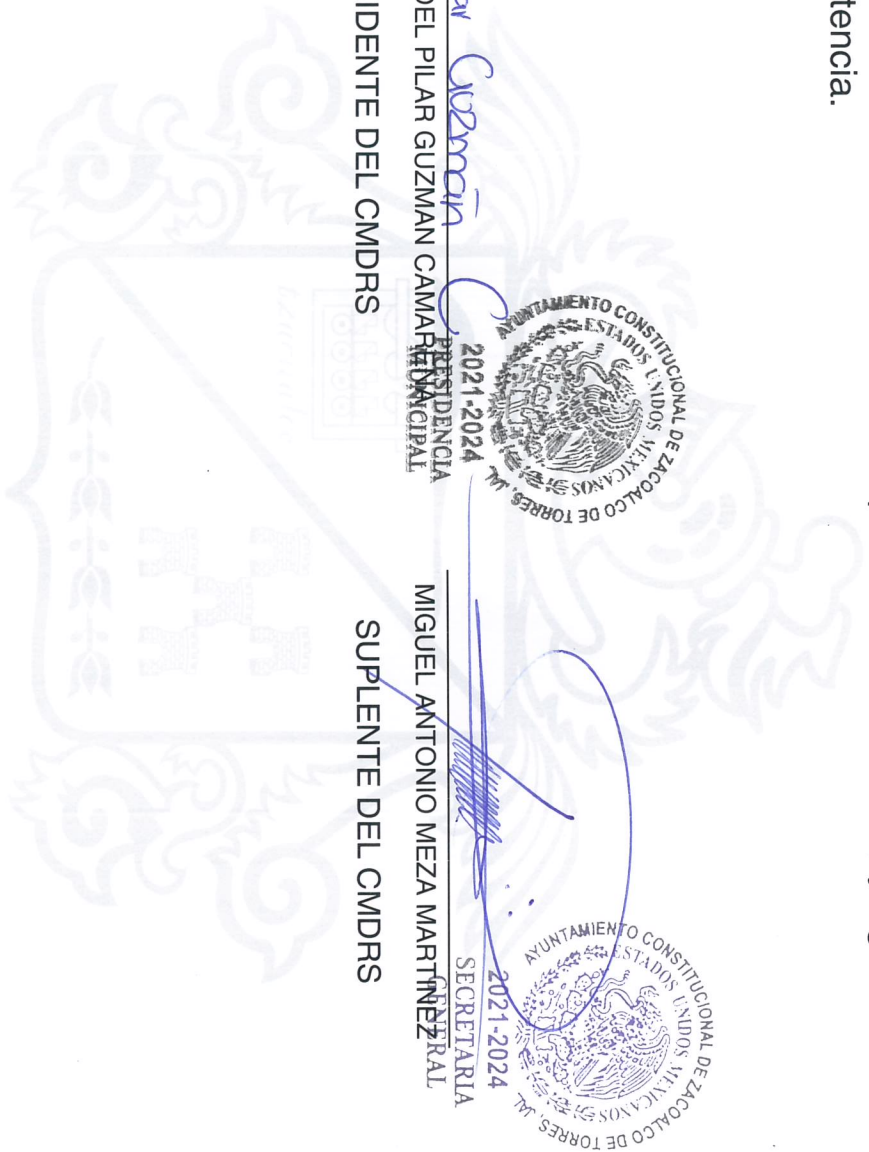 tencia.
ar Guzmán C
DEL PILAR GUZMAN CAMARENA
IDENTE DEL CMDRS
AYUNTAMIENTO CONSTITUCIONAL DE ZACOALCO DE TORRES, JAL.
ESTADOS UNIDOS MEXICANOS
2021-2024
PRESIDENCIA
MUNICIPAL
MIGUEL ANTONIO MEZA MARTINEZ
SUPLENTE DEL CMDRS
AYUNTAMIENTO CONSTITUCIONAL DE ZACOALCO DE TORRES, JAL.
ESTADOS UNIDOS MEXICANOS
2021-2024
SECRETARIA
GENERAL